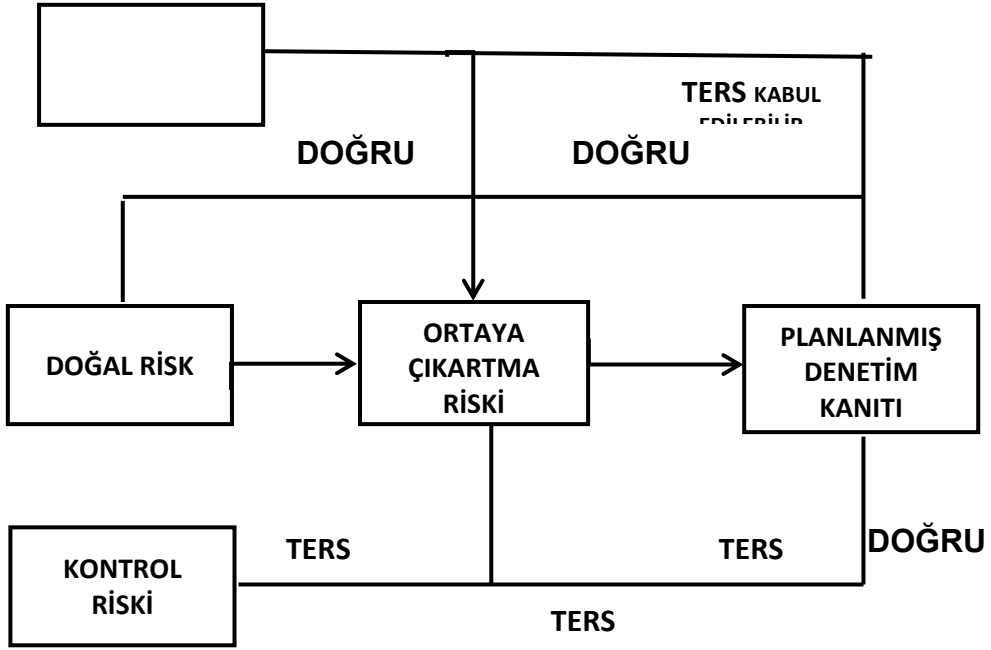 TERS KABUL
DOĞRU
DOĞRU
DOĞAL RİSK
ORTAYA
ÇIKARTMA
RİSKİ
PLANLANMIŞ
DENETİM
KANITI
KONTROL
RİSKİ
TERS
TERS
DOĞRU
TERS